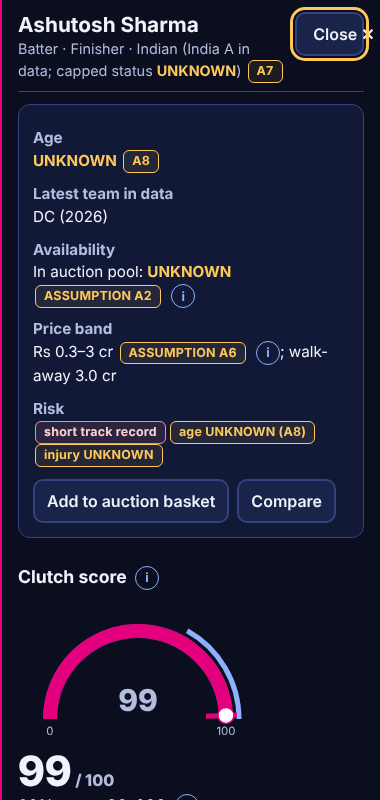 Ashutosh Sharma
Close ×
Batter · Finisher · Indian (India A in
data; capped status UNKNOWN) A7
Age
UNKNOWN A8
Latest team in data
DC (2026)
Availability
In auction pool: UNKNOWN
ASSUMPTION A2 i
Price band
Rs 0.3–3 cr ASSUMPTION A6 i; walk-
away 3.0 cr
Risk
short track record age UNKNOWN (A8)
injury UNKNOWN
Add to auction basket Compare
Clutch score i
99
0 100
99 / 100